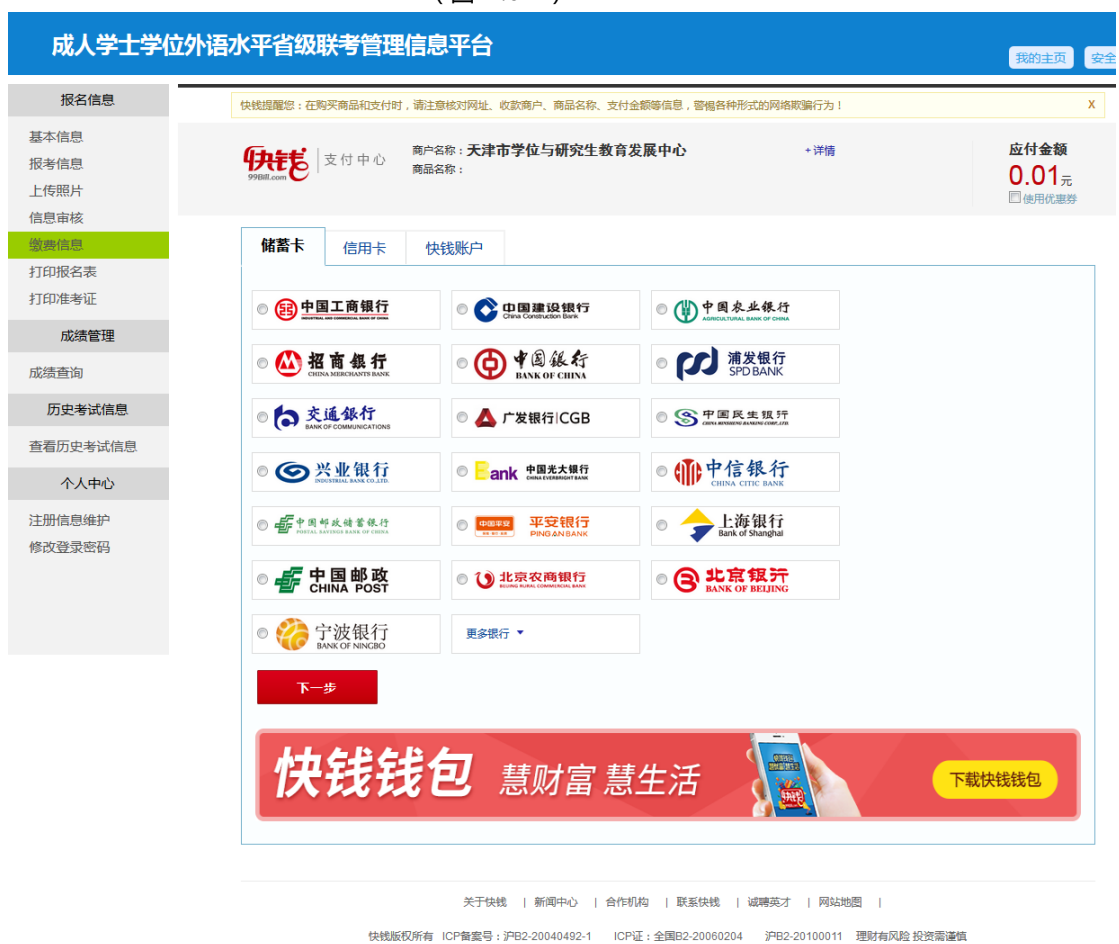 成人学士学位外语水平省级联考管理信息平台
我的主页
安全
报名信息
基本信息
报考信息
上传照片
信息审核
缴费信息
打印报名表
打印准考证
成绩管理
成绩查询
历史考试信息
查看历史考试信息
个人中心
注册信息维护
修改登录密码
快钱提醒您：在购买商品和支付时，请注意核对网址、收款商户、商品名称、支付金额等信息，警惕各种形式的网络欺骗行为！
X
快钱
99Bill.com
支付中心
商户名称：天津市学位与研究生教育发展中心
+详情
商品名称：
应付金额
0.01元
使用优惠券
储蓄卡 信用卡 快钱账户
中国工商银行
INDUSTRIAL AND COMMERCIAL BANK OF CHINA
中国建设银行
China Construction Bank
中国农业银行
AGRICULTURAL BANK OF CHINA
招商银行
CHINA MERCHANTS BANK
中国银行
BANK OF CHINA
浦发银行
SPD BANK
交通银行
BANK OF COMMUNICATIONS
广发银行|CGB
中国民生银行
CHINA MINSHENG BANKING CORP.,LTD.
兴业银行
INDUSTRIAL BANK CO.,LTD.
Bank 中国光大银行
CHINA EVERBRIGHT BANK
中信银行
CHINA CITIC BANK
中国邮政储蓄银行
POSTAL SAVINGS BANK OF CHINA
中国平安
平安银行
PING AN BANK
上海银行
Bank of Shanghai
中国邮政
CHINA POST
北京农商银行
BEIJING RURAL COMMERCIAL BANK
北京银行
BANK OF BEIJING
宁波银行
BANK OF NINGBO
更多银行
下一步
快钱钱包 慧财富 慧生活
下载快钱钱包
关于快钱 | 新闻中心 | 合作机构 | 联系快钱 | 诚聘英才 | 网站地图 |
快钱版权所有 ICP备案号：沪B2-20040492-1 ICP证：全国B2-20060204 沪B2-20100011 理财有风险 投资需谨慎